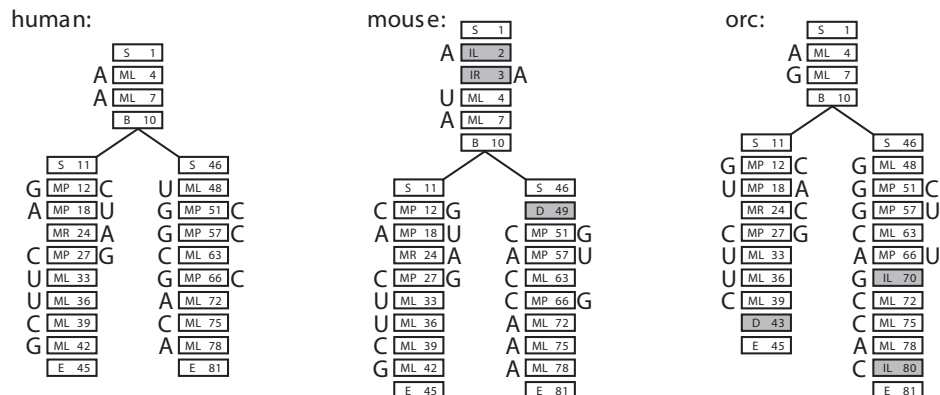 human:
S 1
A ML 4
A ML 7
B 10
S 11
G MP 12 C
A MP 18 U
MR 24 A
C MP 27 G
U ML 33
U ML 36
C ML 39
G ML 42
E 45
S 46
U ML 48
G MP 51 C
G MP 57 C
C ML 63
G MP 66 C
A ML 72
C ML 75
A ML 78
E 81
mouse:
S 1
A IL 2
IR 3 A
U ML 4
A ML 7
B 10
S 11
C MP 12 G
A MP 18 U
MR 24 A
C MP 27 G
U ML 33
U ML 36
C ML 39
G ML 42
E 45
S 46
D 49
C MP 51 G
A MP 57 U
C ML 63
C MP 66 G
A ML 72
A ML 75
A ML 78
E 81
orc:
S 1
A ML 4
G ML 7
B 10
S 11
G MP 12 C
U MP 18 A
MR 24 C
C MP 27 G
U ML 33
U ML 36
C ML 39
D 43
E 45
S 46
G ML 48
G MP 51 C
G MP 57 U
C ML 63
A MP 66 U
G IL 70
C ML 72
C ML 75
A ML 78
C IL 80
E 81